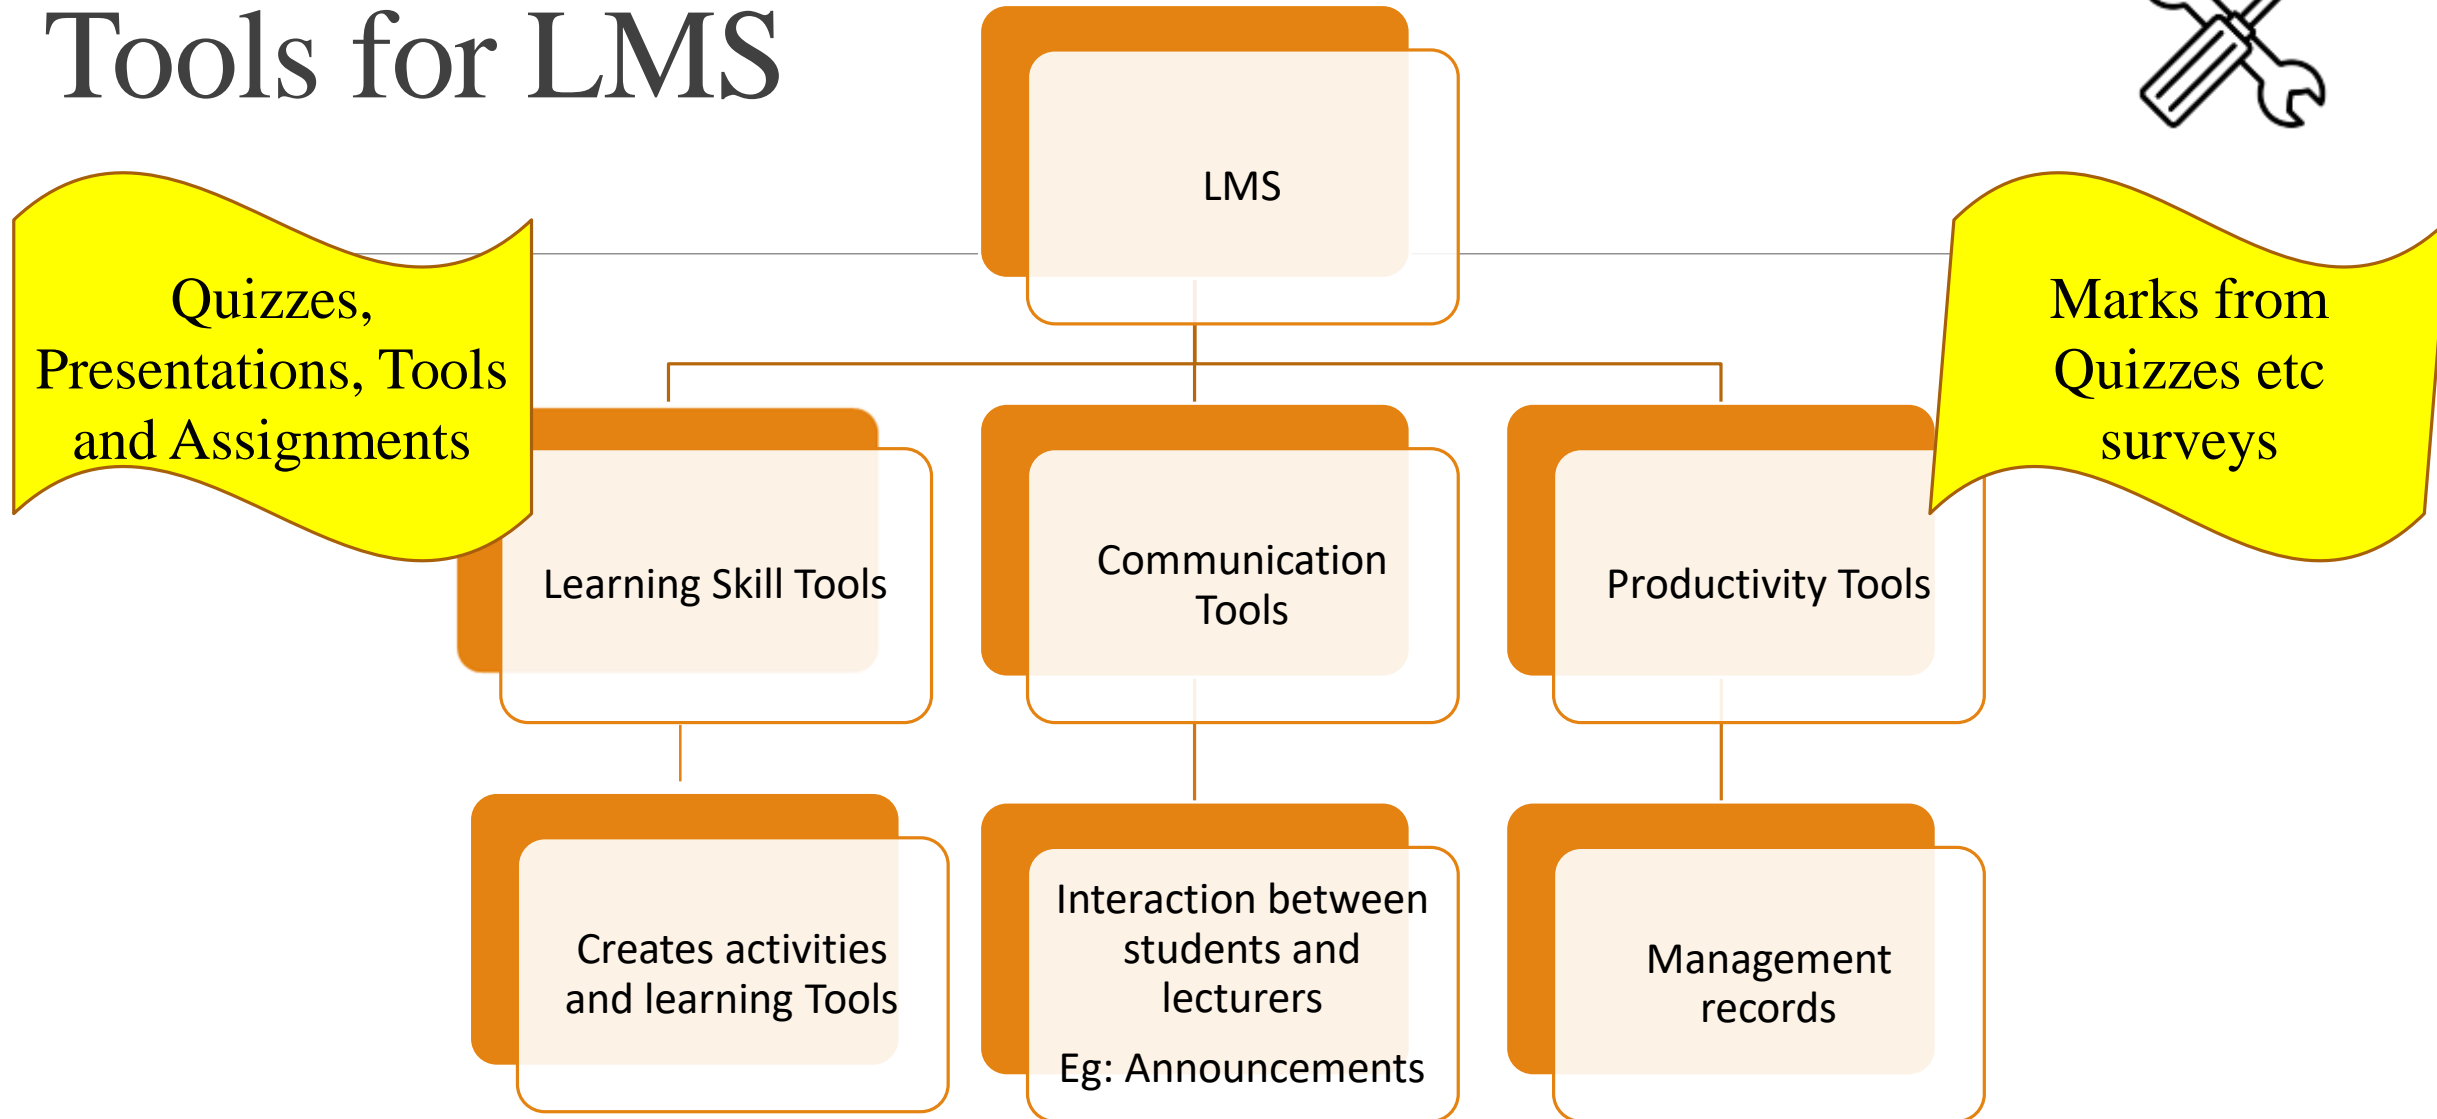 Tools for LMS
LMS
Quizzes,
Presentations, Tools
and Assignments
Marks from
Quizzes etc
surveys
Learning Skill Tools
Communication
Tools
Productivity Tools
Creates activities
and learning Tools
Interaction between
students and
lecturers
Eg: Announcements
Management
records